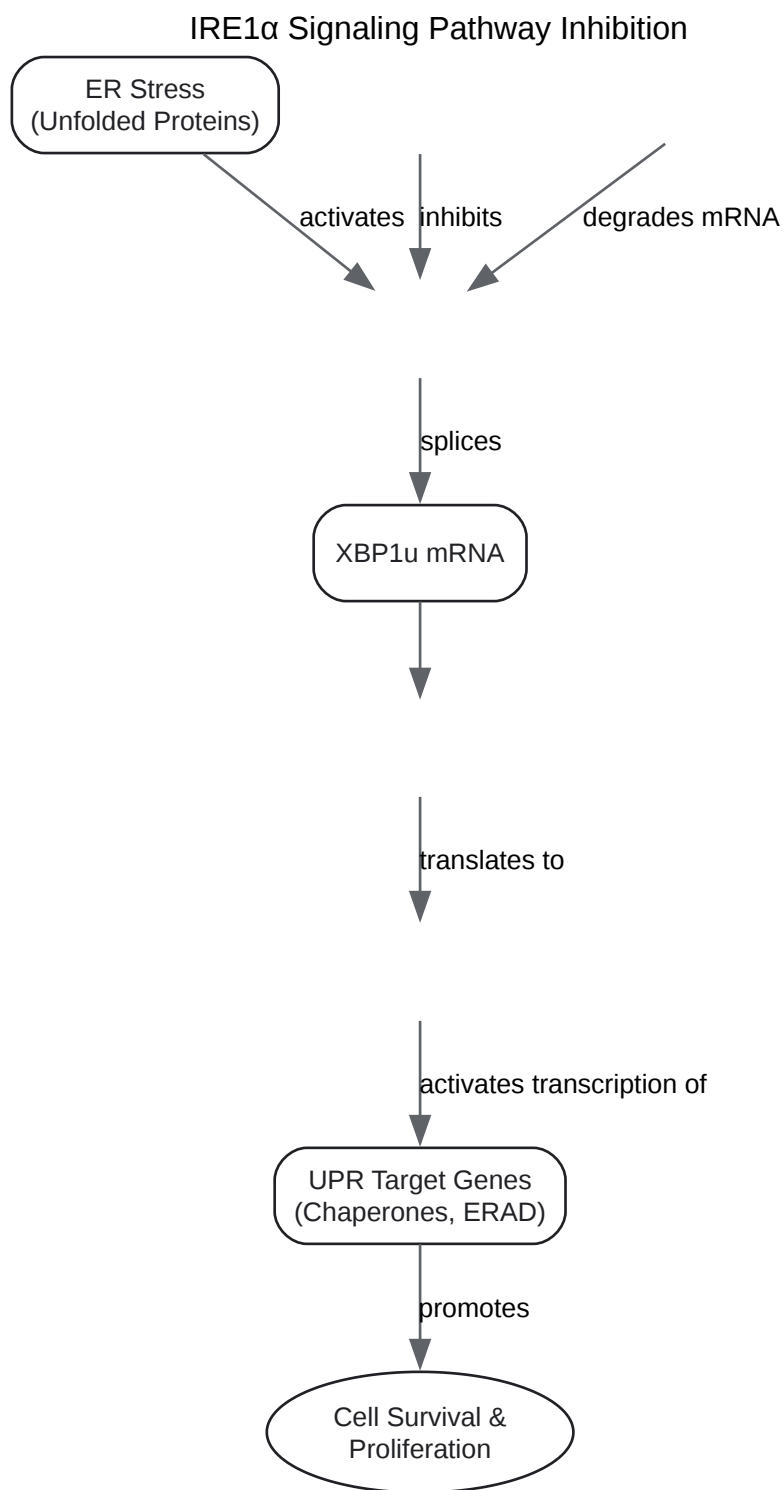 IRE1α Signaling Pathway Inhibition
ER Stress
(Unfolded Proteins)
activates
inhibits
degrades mRNA
splices
XBP1u mRNA
translates to
activates transcription of
UPR Target Genes
(Chaperones, ERAD)
promotes
Cell Survival &
Proliferation